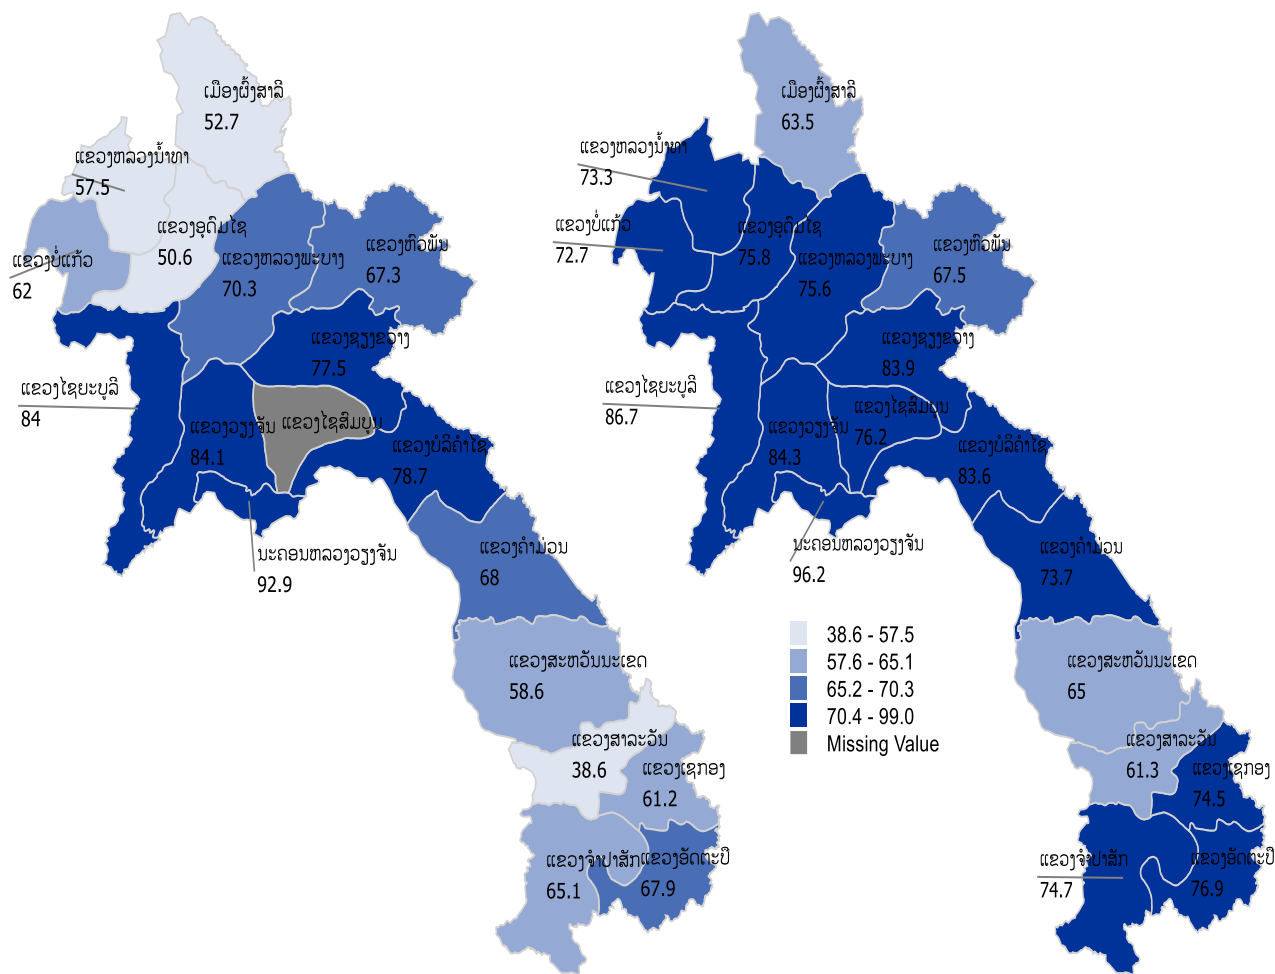 ເມືອງຜົ້ງສາລີ
52.7
ແຂວງຫລວງນ້ຳທາ
57.5
ແຂວງອຸດົມໄຊ
50.6
ແຂວງບໍ່ແກ້ວ
62
ແຂວງຫລວງພະບາງ
70.3
ແຂວງຫົວພັນ
67.3
ແຂວງຊຽງຂວາງ
77.5
ແຂວງໄຊຍະບູລີ
84
ແຂວງວຽງຈັນ
84.1
ແຂວງໄຊສົມບູນ
ແຂວງບໍລິຄຳໄຊ
78.7
ນະຄອນຫລວງວຽງຈັນ
92.9
ແຂວງຄຳມ່ວນ
68
ແຂວງສະຫວັນນະເຂດ
58.6
ແຂວງສາລະວັນ
38.6
ແຂວງເຊກອງ
61.2
ແຂວງຈຳປາສັກ
65.1
ແຂວງອັດຕະປື
67.9
ເມືອງຜົ້ງສາລີ
63.5
ແຂວງຫລວງນ້ຳທາ
73.3
ແຂວງບໍ່ແກ້ວ
72.7
ແຂວງອຸດົມໄຊ
75.8
ແຂວງຫລວງພະບາງ
75.6
ແຂວງຫົວພັນ
67.5
ແຂວງຊຽງຂວາງ
83.9
ແຂວງໄຊຍະບູລີ
86.7
ແຂວງໄຊສົມບູນ
76.2
ແຂວງວຽງຈັນ
84.3
ແຂວງບໍລິຄຳໄຊ
83.6
ນະຄອນຫລວງວຽງຈັນ
96.2
ແຂວງຄຳມ່ວນ
73.7
ແຂວງສະຫວັນນະເຂດ
65
ແຂວງສາລະວັນ
61.3
ແຂວງເຊກອງ
74.5
ແຂວງຈຳປາສັກ
74.7
ແຂວງອັດຕະປື
76.9
38.6 - 57.5
57.6 - 65.1
65.2 - 70.3
70.4 - 99.0
Missing Value